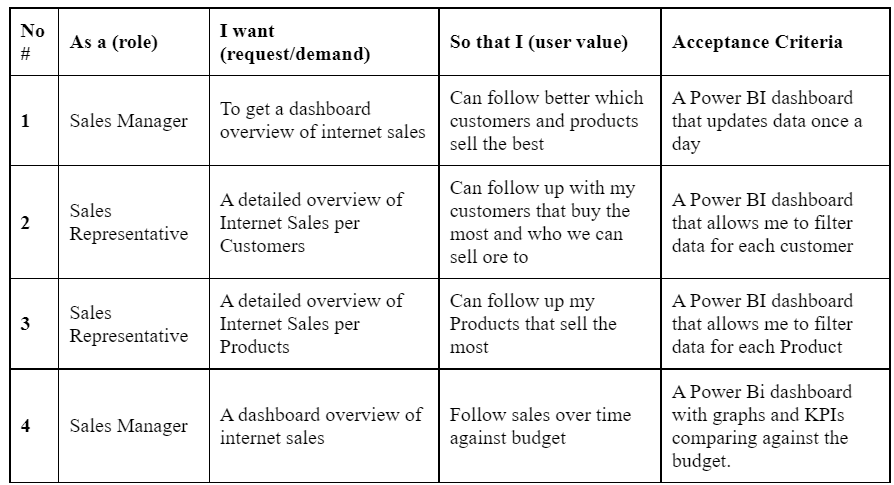 No
#
As a (role)
I want
(request/demand)
So that I (user value)
Acceptance Criteria
1
Sales Manager
To get a dashboard
overview of internet sales
Can follow better which
customers and products
sell the best
A Power BI dashboard
that updates data once a
day
2
Sales
Representative
A detailed overview of
Internet Sales per
Customers
Can follow up with my
customers that buy the
most and who we can
sell ore to
A Power BI dashboard
that allows me to filter
data for each customer
3
Sales
Representative
A detailed overview of
Internet Sales per
Products
Can follow up my
Products that sell the
most
A Power BI dashboard
that allows me to filter
data for each Product
4
Sales Manager
A dashboard overview of
internet sales
Follow sales over time
against budget
A Power Bi dashboard
with graphs and KPIs
comparing against the
budget.